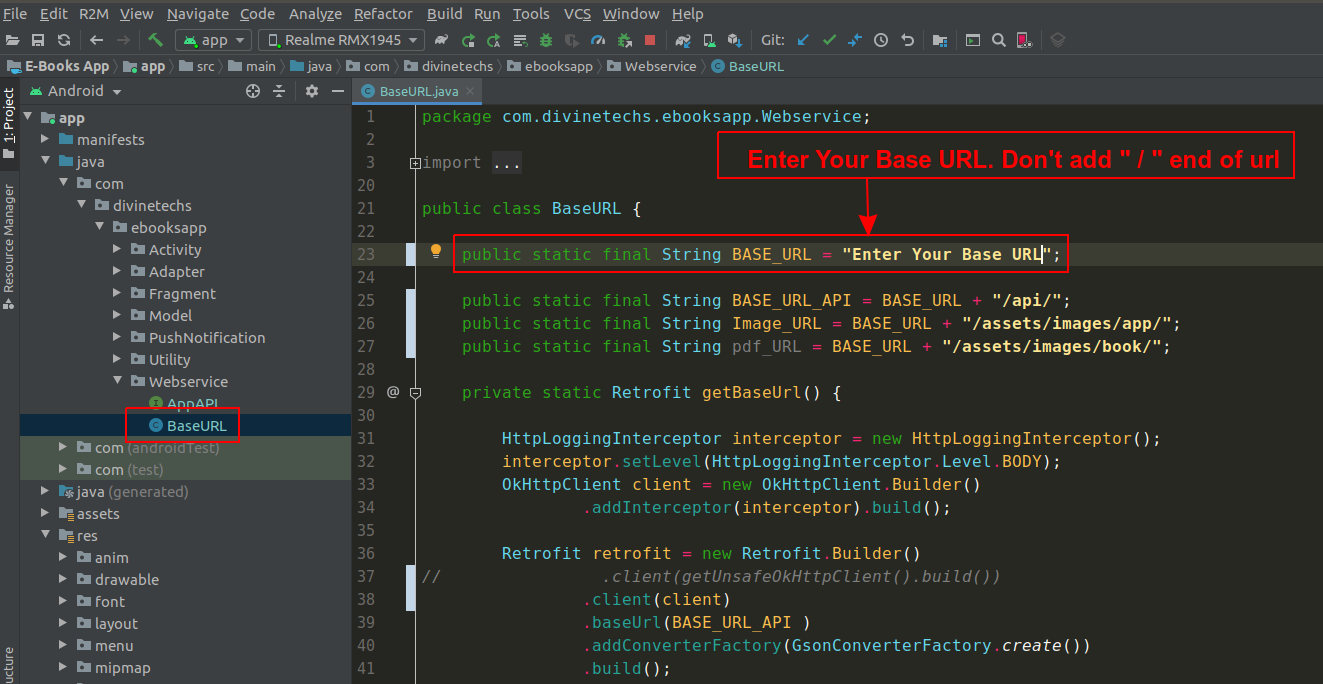 File Edit R2M View Navigate Code Analyze Refactor Build Run Tools VCS Window Help
app Realme RMX1945 Git:
E-Books App app src main java com divinetechs ebooksapp Webservice BaseURL
1: Project
Resource Manager
ucture
Android
app
manifests
java
com
divinetechs
ebooksapp
Activity
Adapter
Fragment
Model
PushNotification
Utility
Webservice
AppAPI
BaseURL
com (androidTest)
com (test)
java (generated)
assets
res
anim
drawable
font
layout
menu
mipmap
BaseURL.java
1 package com.divinetechs.ebooksapp.Webservice;
2
3 import ...
Enter Your Base URL. Don't add " / " end of url
20
21 public class BaseURL {
22
23 public static final String BASE_URL = "Enter Your Base URL";
24
25 public static final String BASE_URL_API = BASE_URL + "/api/";
26 public static final String Image_URL = BASE_URL + "/assets/images/app/";
27 public static final String pdf_URL = BASE_URL + "/assets/images/book/";
28
29 @ private static Retrofit getBaseUrl() {
30
31 HttpLoggingInterceptor interceptor = new HttpLoggingInterceptor();
32 interceptor.setLevel(HttpLoggingInterceptor.Level.BODY);
33 OkHttpClient client = new OkHttpClient.Builder()
34 .addInterceptor(interceptor).build();
35
36 Retrofit retrofit = new Retrofit.Builder()
37 // .client(getUnsafeOkHttpClient().build())
38 .client(client)
39 .baseUrl(BASE_URL_API )
40 .addConverterFactory(GsonConverterFactory.create())
41 .build();